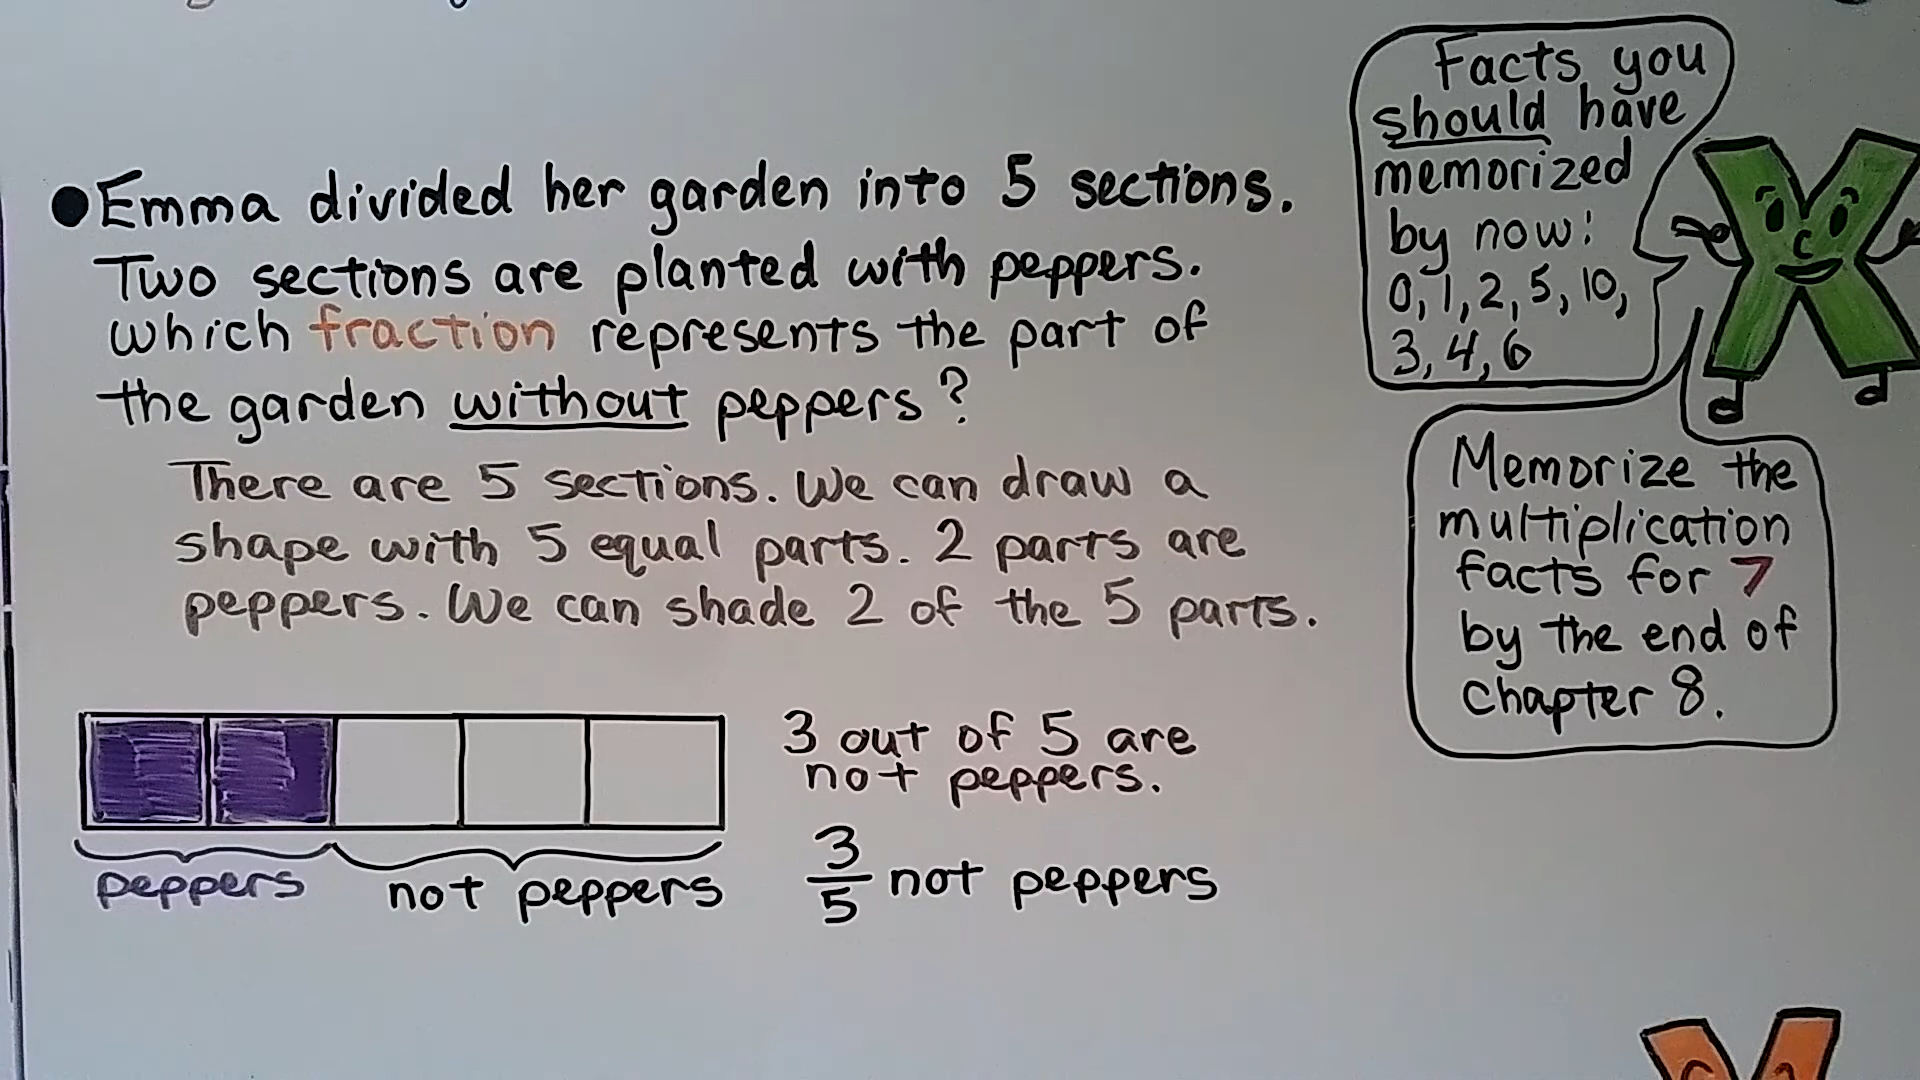 Emma divided her garden into 5 sections.
Two sections are planted with peppers.
which fraction represents the part of
the garden without peppers?
There are 5 sections. We can draw a
shape with 5 equal parts. 2 parts are
peppers. We can shade 2 of the 5 parts.
peppers
not peppers
3 out of 5 are
not peppers.
3
5
not peppers
Facts you
should have
memorized
by now:
0, 1, 2, 5, 10,
3, 4, 6
Memorize the
multiplication
facts for 7
by the end of
Chapter 8.